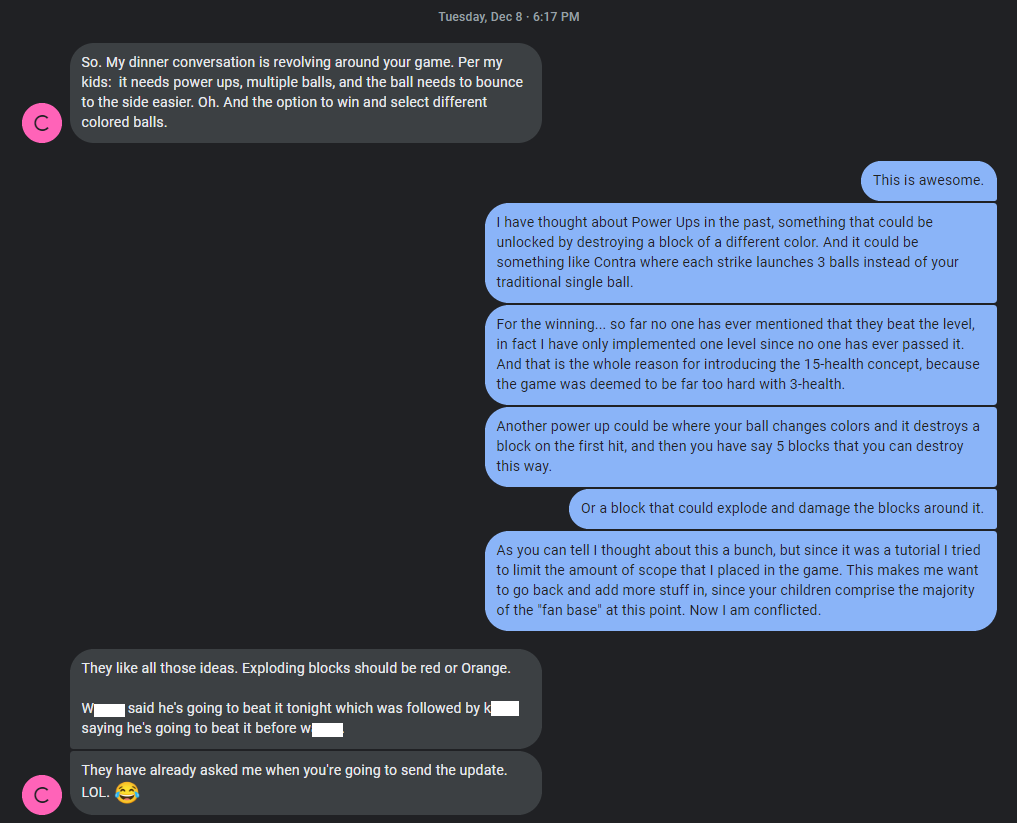 Tuesday, Dec 8 · 6:17 PM
So. My dinner conversation is revolving around your game. Per my
kids:  it needs power ups, multiple balls, and the ball needs to bounce
to the side easier. Oh. And the option to win and select different
colored balls.
C
This is awesome.
I have thought about Power Ups in the past, something that could be
unlocked by destroying a block of a different color. And it could be
something like Contra where each strike launches 3 balls instead of your
traditional single ball.
For the winning... so far no one has ever mentioned that they beat the level,
in fact I have only implemented one level since no one has ever passed it.
And that is the whole reason for introducing the 15-health concept, because
the game was deemed to be far too hard with 3-health.
Another power up could be where your ball changes colors and it destroys a
block on the first hit, and then you have say 5 blocks that you can destroy
this way.
Or a block that could explode and damage the blocks around it.
As you can tell I thought about this a bunch, but since it was a tutorial I tried
to limit the amount of scope that I placed in the game. This makes me want
to go back and add more stuff in, since your children comprise the majority
of the "fan base" at this point. Now I am conflicted.
They like all those ideas. Exploding blocks should be red or Orange.
W said he's going to beat it tonight which was followed by k
saying he's going to beat it before w
They have already asked me when you're going to send the update.
LOL. 😂
C